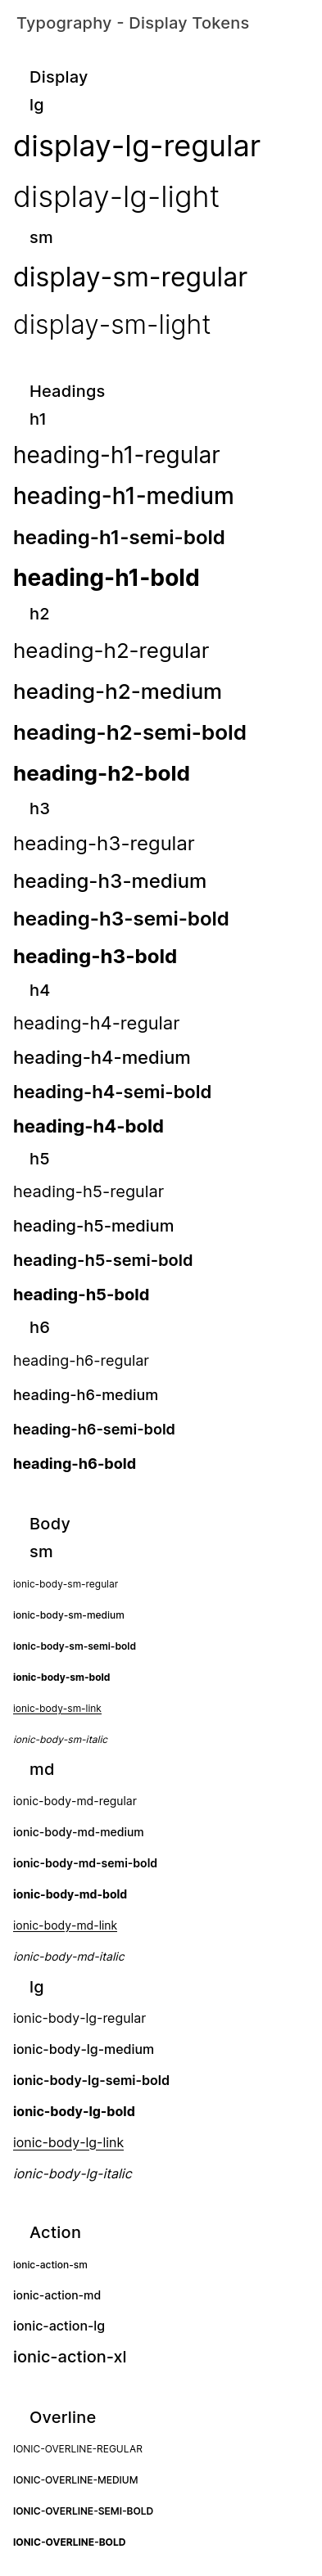 Typography - Display Tokens
Display
lg
display-lg-regular
display-lg-light
sm
display-sm-regular
display-sm-light
Headings
h1
heading-h1-regular
heading-h1-medium
heading-h1-semi-bold
heading-h1-bold
h2
heading-h2-regular
heading-h2-medium
heading-h2-semi-bold
heading-h2-bold
h3
heading-h3-regular
heading-h3-medium
heading-h3-semi-bold
heading-h3-bold
h4
heading-h4-regular
heading-h4-medium
heading-h4-semi-bold
heading-h4-bold
h5
heading-h5-regular
heading-h5-medium
heading-h5-semi-bold
heading-h5-bold
h6
heading-h6-regular
heading-h6-medium
heading-h6-semi-bold
heading-h6-bold
Body
sm
ionic-body-sm-regular
ionic-body-sm-medium
ionic-body-sm-semi-bold
ionic-body-sm-bold
ionic-body-sm-link
ionic-body-sm-italic
md
ionic-body-md-regular
ionic-body-md-medium
ionic-body-md-semi-bold
ionic-body-md-bold
ionic-body-md-link
ionic-body-md-italic
lg
ionic-body-lg-regular
ionic-body-lg-medium
ionic-body-lg-semi-bold
ionic-body-lg-bold
ionic-body-lg-link
ionic-body-lg-italic
Action
ionic-action-sm
ionic-action-md
ionic-action-lg
ionic-action-xl
Overline
IONIC-OVERLINE-REGULAR
IONIC-OVERLINE-MEDIUM
IONIC-OVERLINE-SEMI-BOLD
IONIC-OVERLINE-BOLD